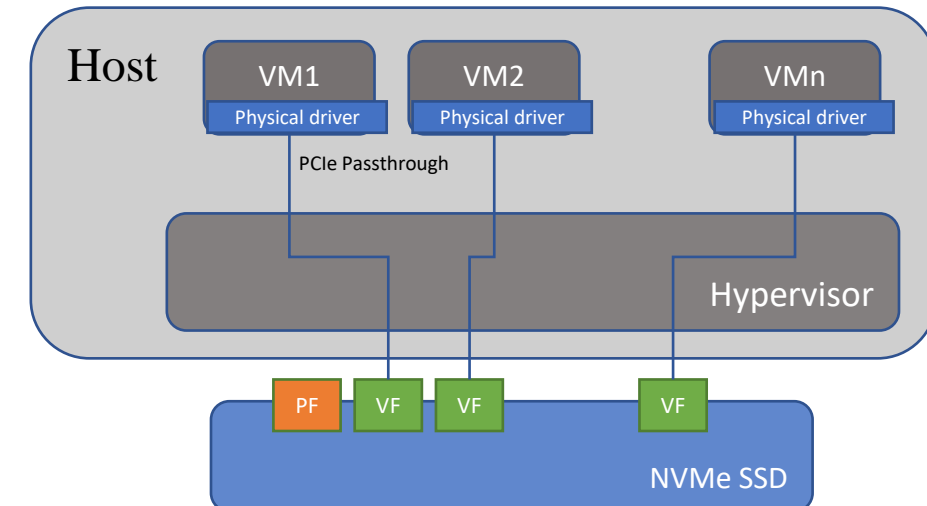 Host
VM1
VM2
VMn
Physical driver
Physical driver
Physical driver
PCIe Passthrough
Hypervisor
PF
VF
VF
VF
NVMe SSD